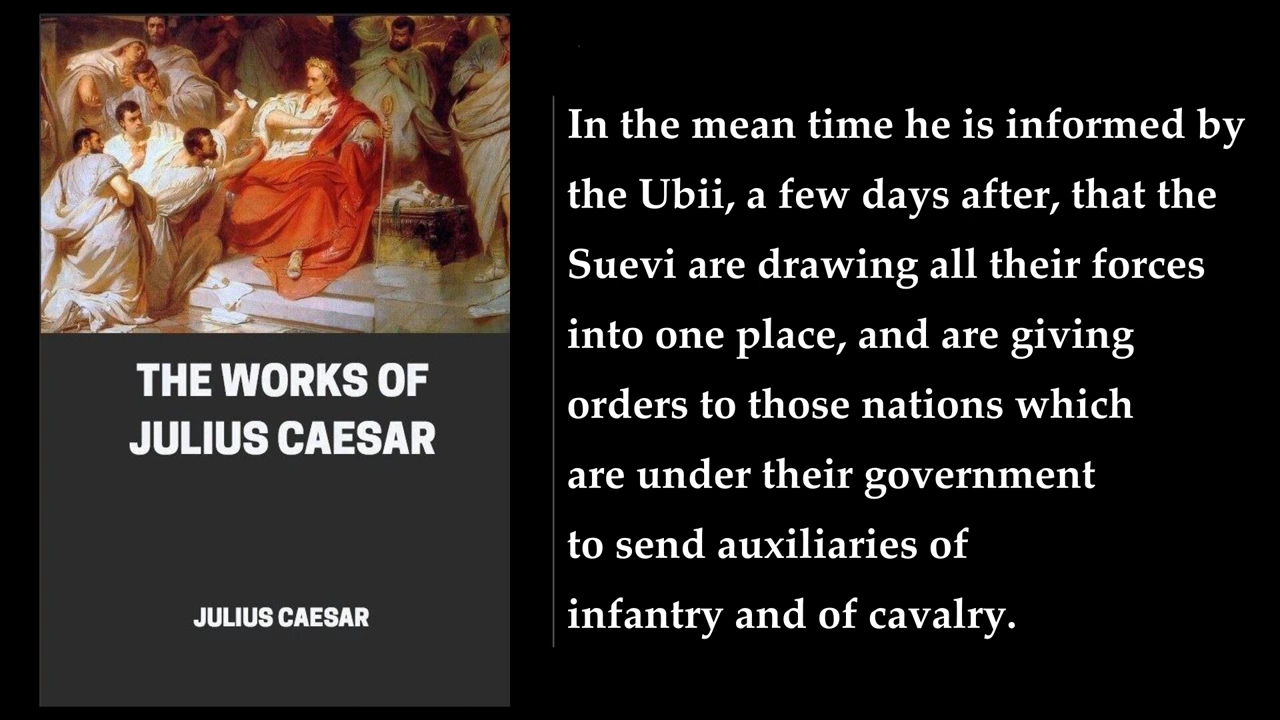 THE WORKS OF
JULIUS CAESAR
JULIUS CAESAR
In the mean time he is informed by
the Ubii, a few days after, that the
Suevi are drawing all their forces
into one place, and are giving
orders to those nations which
are under their government
to send auxiliaries of
infantry and of cavalry.